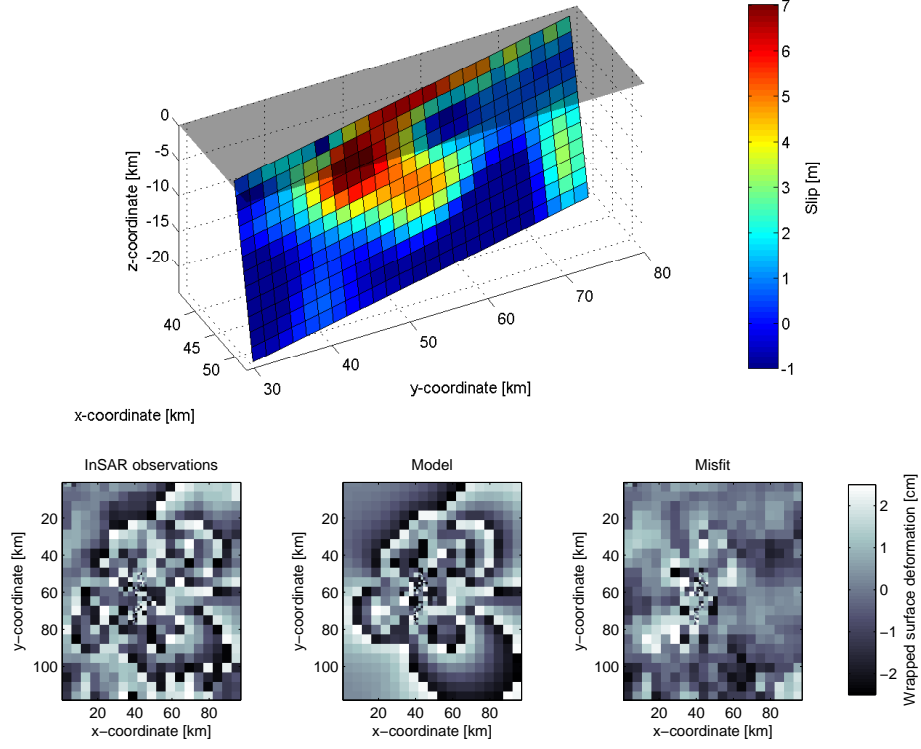 7
6
5
4
3
2
1
0
-1
Slip [m]
0
-5
-10
-15
-20
z-coordinate [km]
40
45
50
x-coordinate [km]
30
40
50
60
70
80
y-coordinate [km]
InSAR observations
Model
Misfit
20
40
60
80
100
y−coordinate [km]
20 40 60 80
x−coordinate [km]
20
40
60
80
100
y−coordinate [km]
20 40 60 80
x−coordinate [km]
20
40
60
80
100
y−coordinate [km]
20 40 60 80
x−coordinate [km]
2
1
0
−1
−2
Wrapped surface deformation [cm]